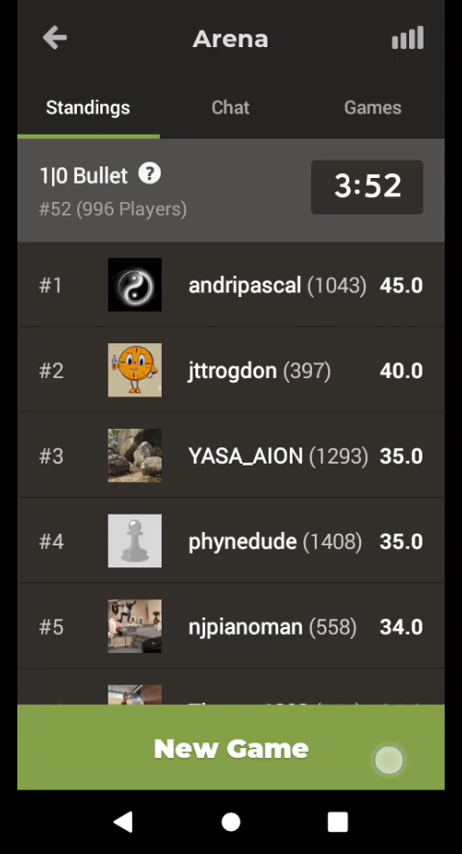 Arena
Standings Chat Games
1|0 Bullet ?
3:52
#52 (996 Players)
#1 andripascal (1043) 45.0
#2 jttrogdon (397) 40.0
#3 YASA_AION (1293) 35.0
#4 phynedude (1408) 35.0
#5 njpianoman (558) 34.0
New Game